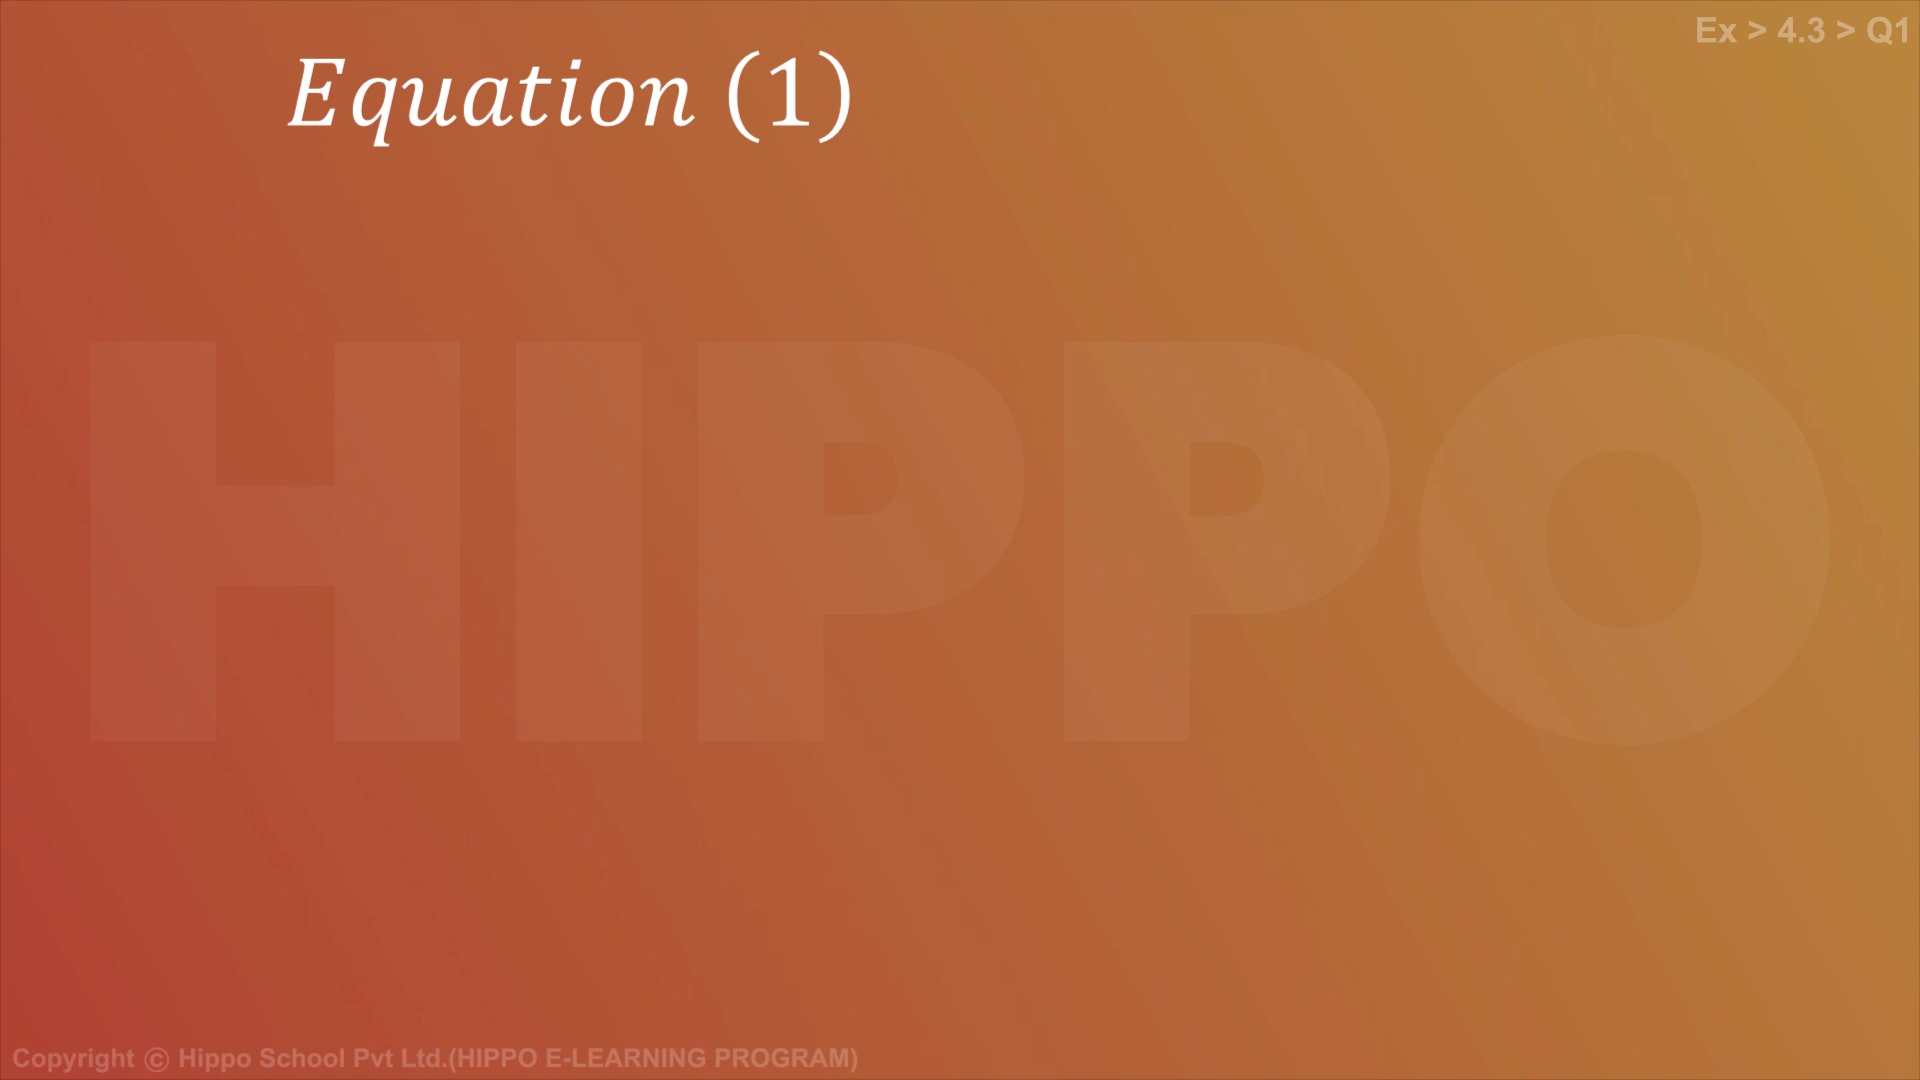 Ex > 4.3 > Q1
Equation (1)
HIPPO
Copyright © Hippo School Pvt Ltd.(HIPPO E-LEARNING PROGRAM)